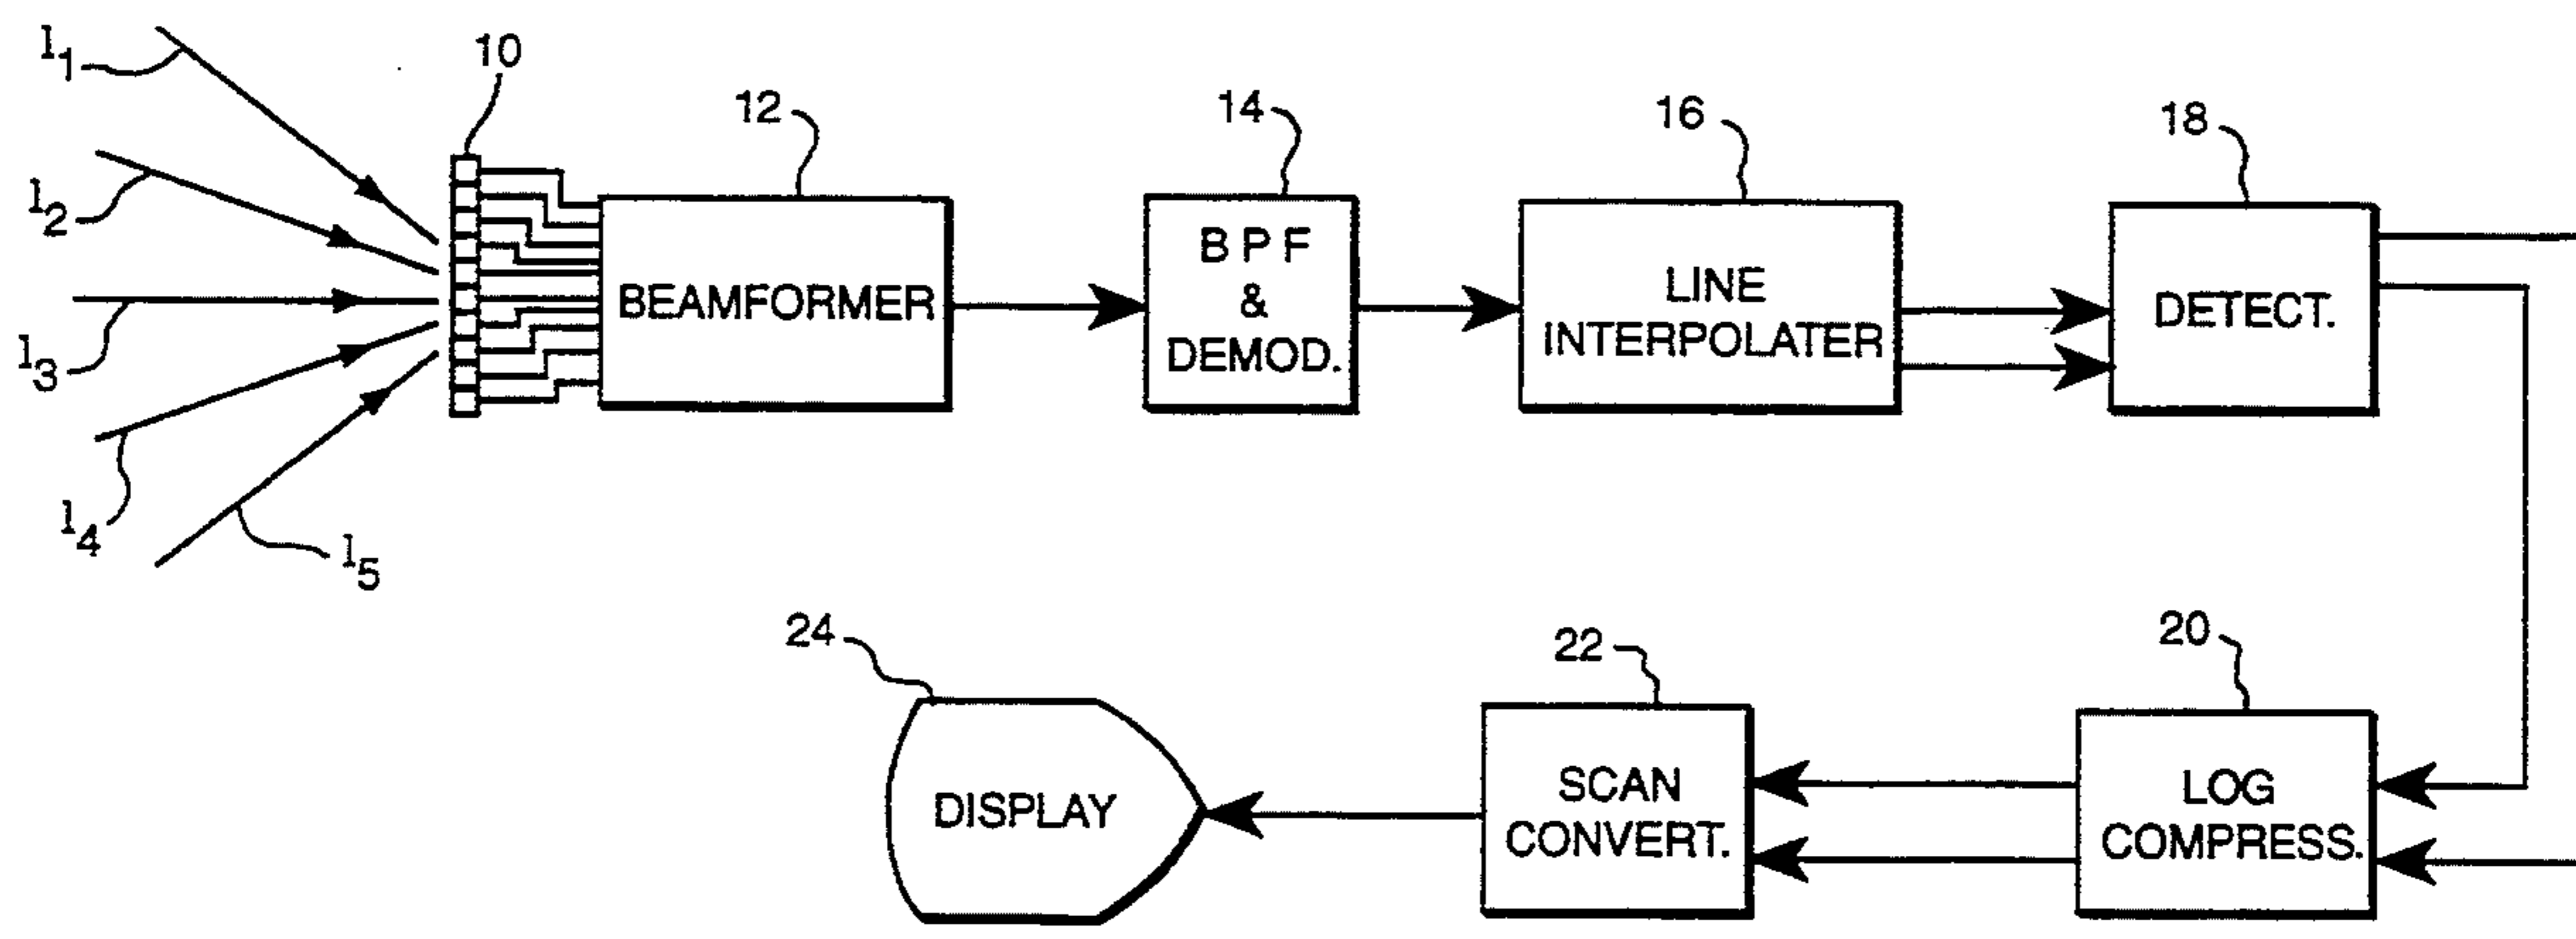 l1
10
12
14
16
18
l2
l3
l4
l5
BEAMFORMER
B P F
&
DEMOD.
LINE
INTERPOLATER
DETECT.
24
22
20
DISPLAY
SCAN
CONVERT.
LOG
COMPRESS.